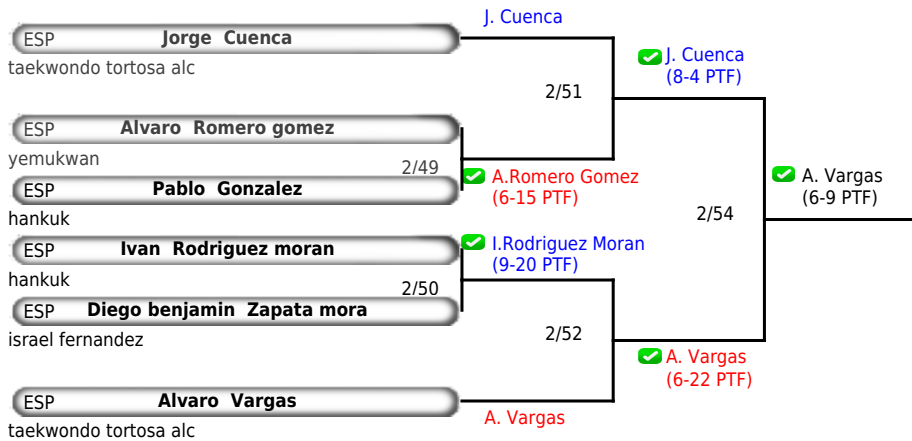 J. Cuenca
ESP Jorge Cuenca
taekwondo tortosa alc
J. Cuenca
(8-4 PTF)
2/51
ESP Alvaro Romero gomez
yemukwan
2/49
A.Romero Gomez
(6-15 PTF)
ESP Pablo Gonzalez
hankuk
A. Vargas
(6-9 PTF)
2/54
ESP Ivan Rodriguez moran
hankuk
I.Rodriguez Moran
(9-20 PTF)
2/50
ESP Diego benjamin Zapata mora
israel fernandez
2/52
A. Vargas
(6-22 PTF)
ESP Alvaro Vargas
taekwondo tortosa alc
A. Vargas